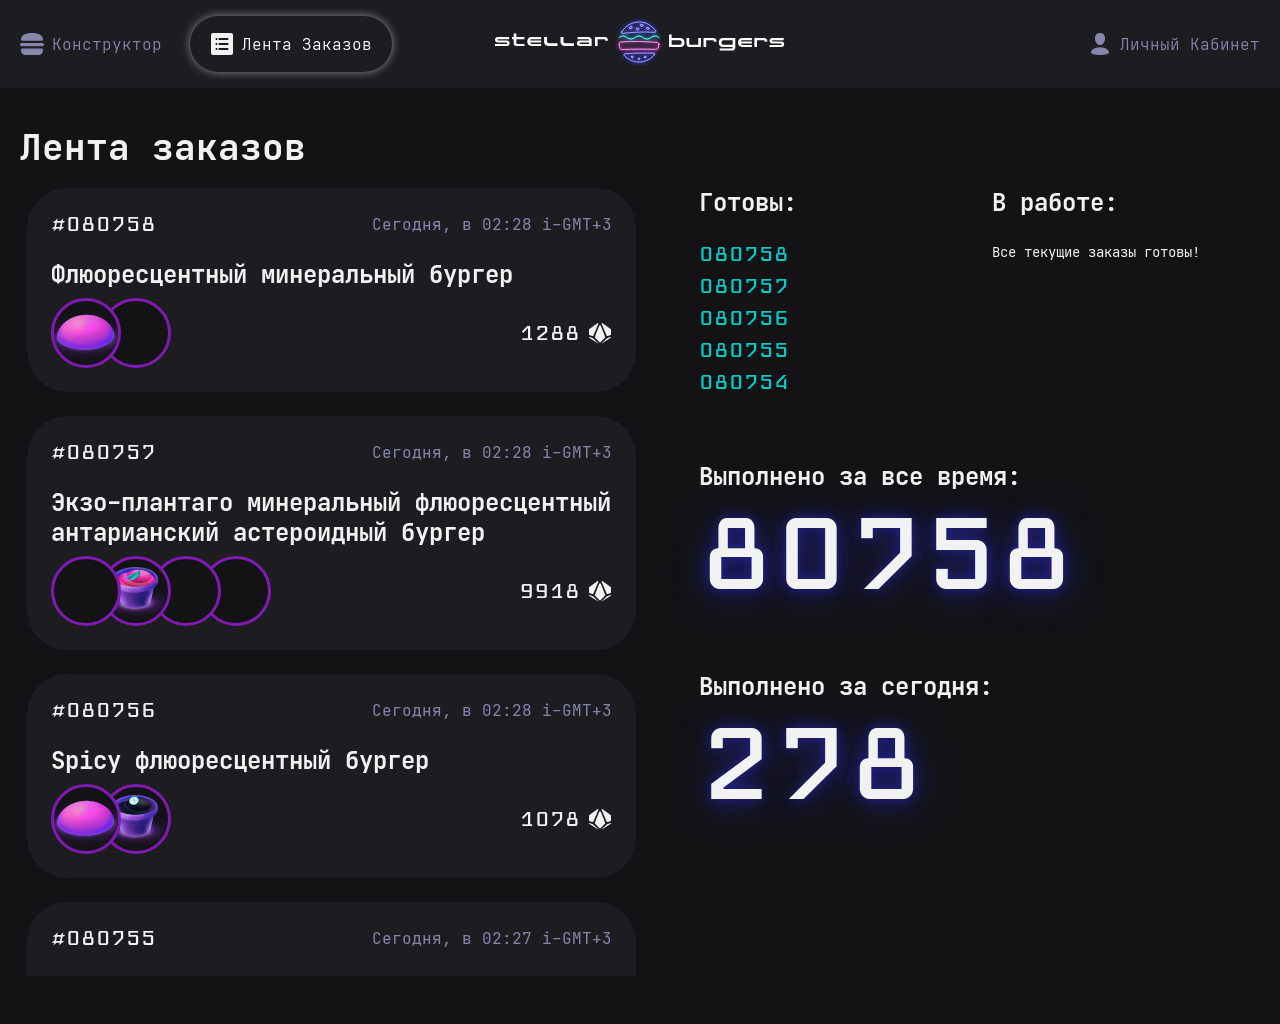 Конструктор
Лента Заказов
stellar burgers
Личный Кабинет
Лента заказов
#080758
Сегодня, в 02:28 i-GMT+3
Флюоресцентный минеральный бургер
1288
#080757
Сегодня, в 02:28 i-GMT+3
Экзо-плантаго минеральный флюоресцентный
антарианский астероидный бургер
9918
#080756
Сегодня, в 02:28 i-GMT+3
Spicy флюоресцентный бургер
1078
#080755
Сегодня, в 02:27 i-GMT+3
Готовы:
080758
080757
080756
080755
080754
В работе:
Все текущие заказы готовы!
Выполнено за все время:
80758
Выполнено за сегодня:
278